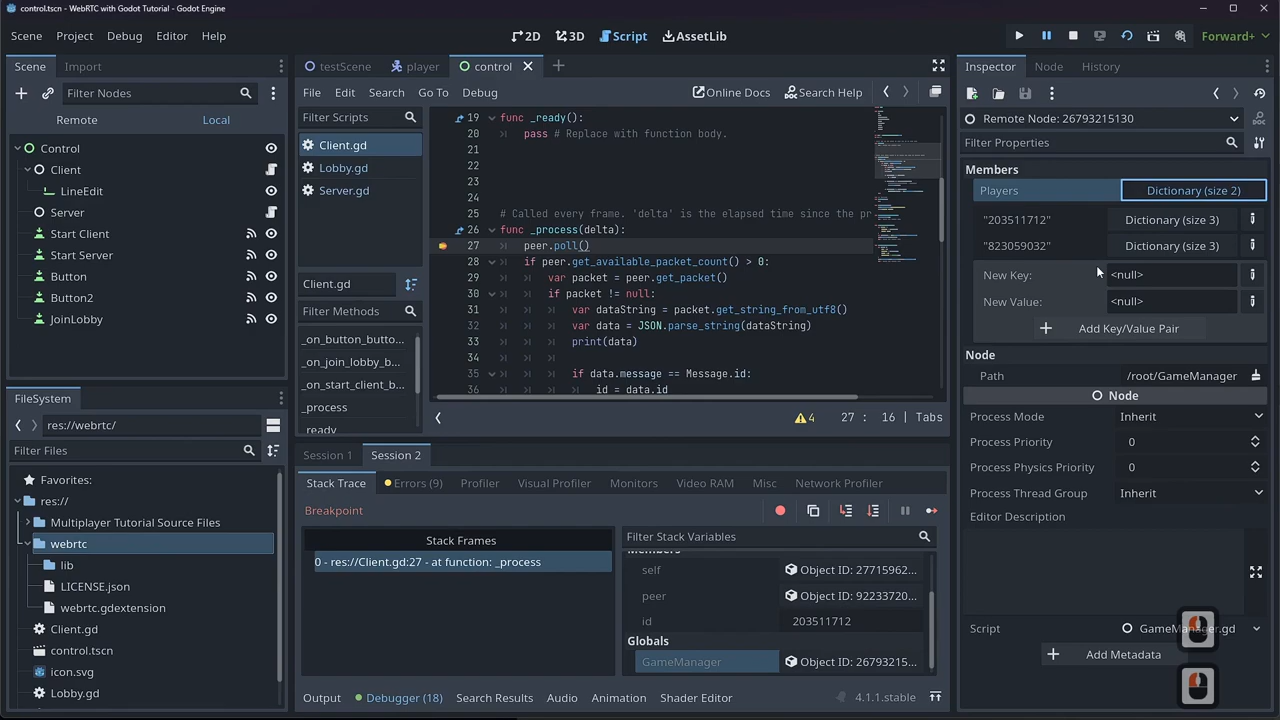 control.tscn - WebRTC with Godot Tutorial - Godot Engine
Scene Project Debug Editor Help
2D 3D Script AssetLib
Forward+
Scene Import
Filter Nodes
Remote Local
Control
Client
LineEdit
Server
Start Client
Start Server
Button
Button2
JoinLobby
FileSystem
res://webrtc/
Filter Files
Favorites:
res://
Multiplayer Tutorial Source Files
webrtc
lib
LICENSE.json
webrtc.gdextension
Client.gd
control.tscn
icon.svg
Lobby.gd
testScene player control
File Edit Search Go To Debug
Online Docs Search Help
Filter Scripts
Client.gd
Lobby.gd
Server.gd
Client.gd
Filter Methods
_on_button_butto...
_on_join_lobby_b...
_on_start_client_b...
_process
_ready
19 func _ready():
20 pass # Replace with function body.
21
22
23
24
25 # Called every frame. 'delta' is the elapsed time since the pr
26 func _process(delta):
27 peer.poll()
28 if peer.get_available_packet_count() > 0:
29 var packet = peer.get_packet()
30 if packet != null:
31 var dataString = packet.get_string_from_utf8()
32 var data = JSON.parse_string(dataString)
33 print(data)
34
35 if data.message == Message.id:
36 id = data.id
4 27 : 16 | Tabs
Session 1 Session 2
Stack Trace Errors (9) Profiler Visual Profiler Monitors Video RAM Misc Network Profiler
Breakpoint
Stack Frames
0 - res://Client.gd:27 - at function: _process
Filter Stack Variables
Members
self Object ID: 27715962...
peer Object ID: 92233720...
id 203511712
Globals
GameManager Object ID: 26793215...
Output Debugger (18) Search Results Audio Animation Shader Editor 4.1.1.stable
Inspector Node History
Remote Node: 26793215130
Filter Properties
Members
Players Dictionary (size 2)
"203511712" Dictionary (size 3)
"823059032" Dictionary (size 3)
New Key: <null>
New Value: <null>
Add Key/Value Pair
Node
Path /root/GameManager
Node
Process Mode Inherit
Process Priority 0
Process Physics Priority 0
Process Thread Group Inherit
Editor Description
Script GameManager.gd
Add Metadata